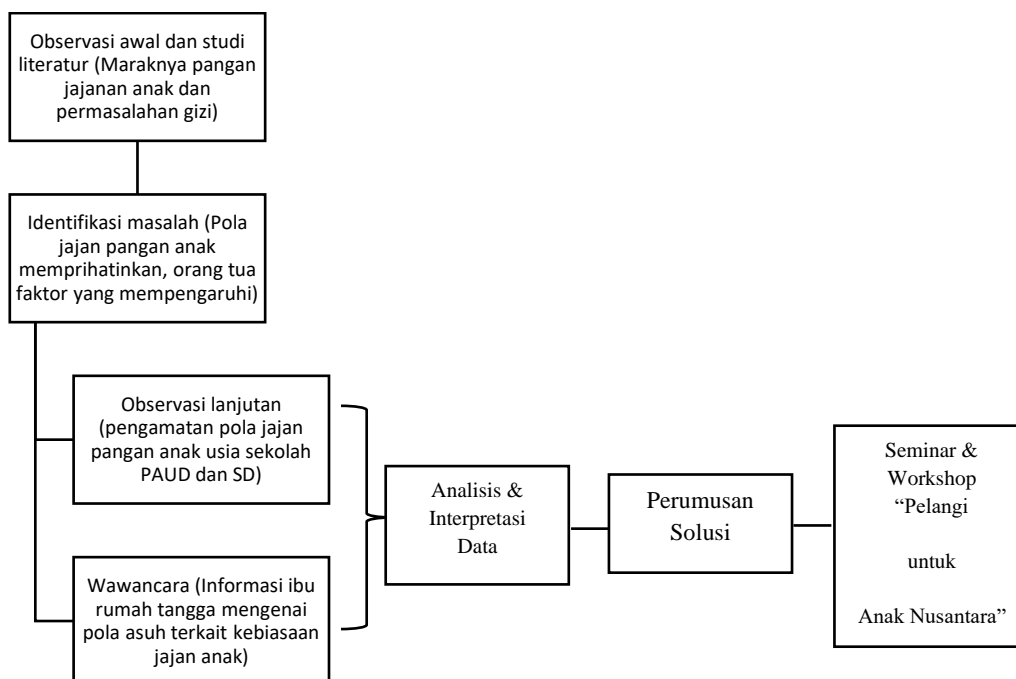 Observasi awal dan studi
literatur (Maraknya pangan
jajanan anak dan
permasalahan gizi)
Identifikasi masalah (Pola
jajan pangan anak
memprihatinkan, orang tua
faktor yang mempengaruhi)
Observasi lanjutan
(pengamatan pola jajan
pangan anak usia sekolah
PAUD dan SD)
Wawancara (Informasi ibu
rumah tangga mengenai
pola asuh terkait kebiasaan
jajan anak)
Analisis &
Interpretasi
Data
Perumusan
Solusi
Seminar &
Workshop
“Pelangi
untuk
Anak Nusantara”